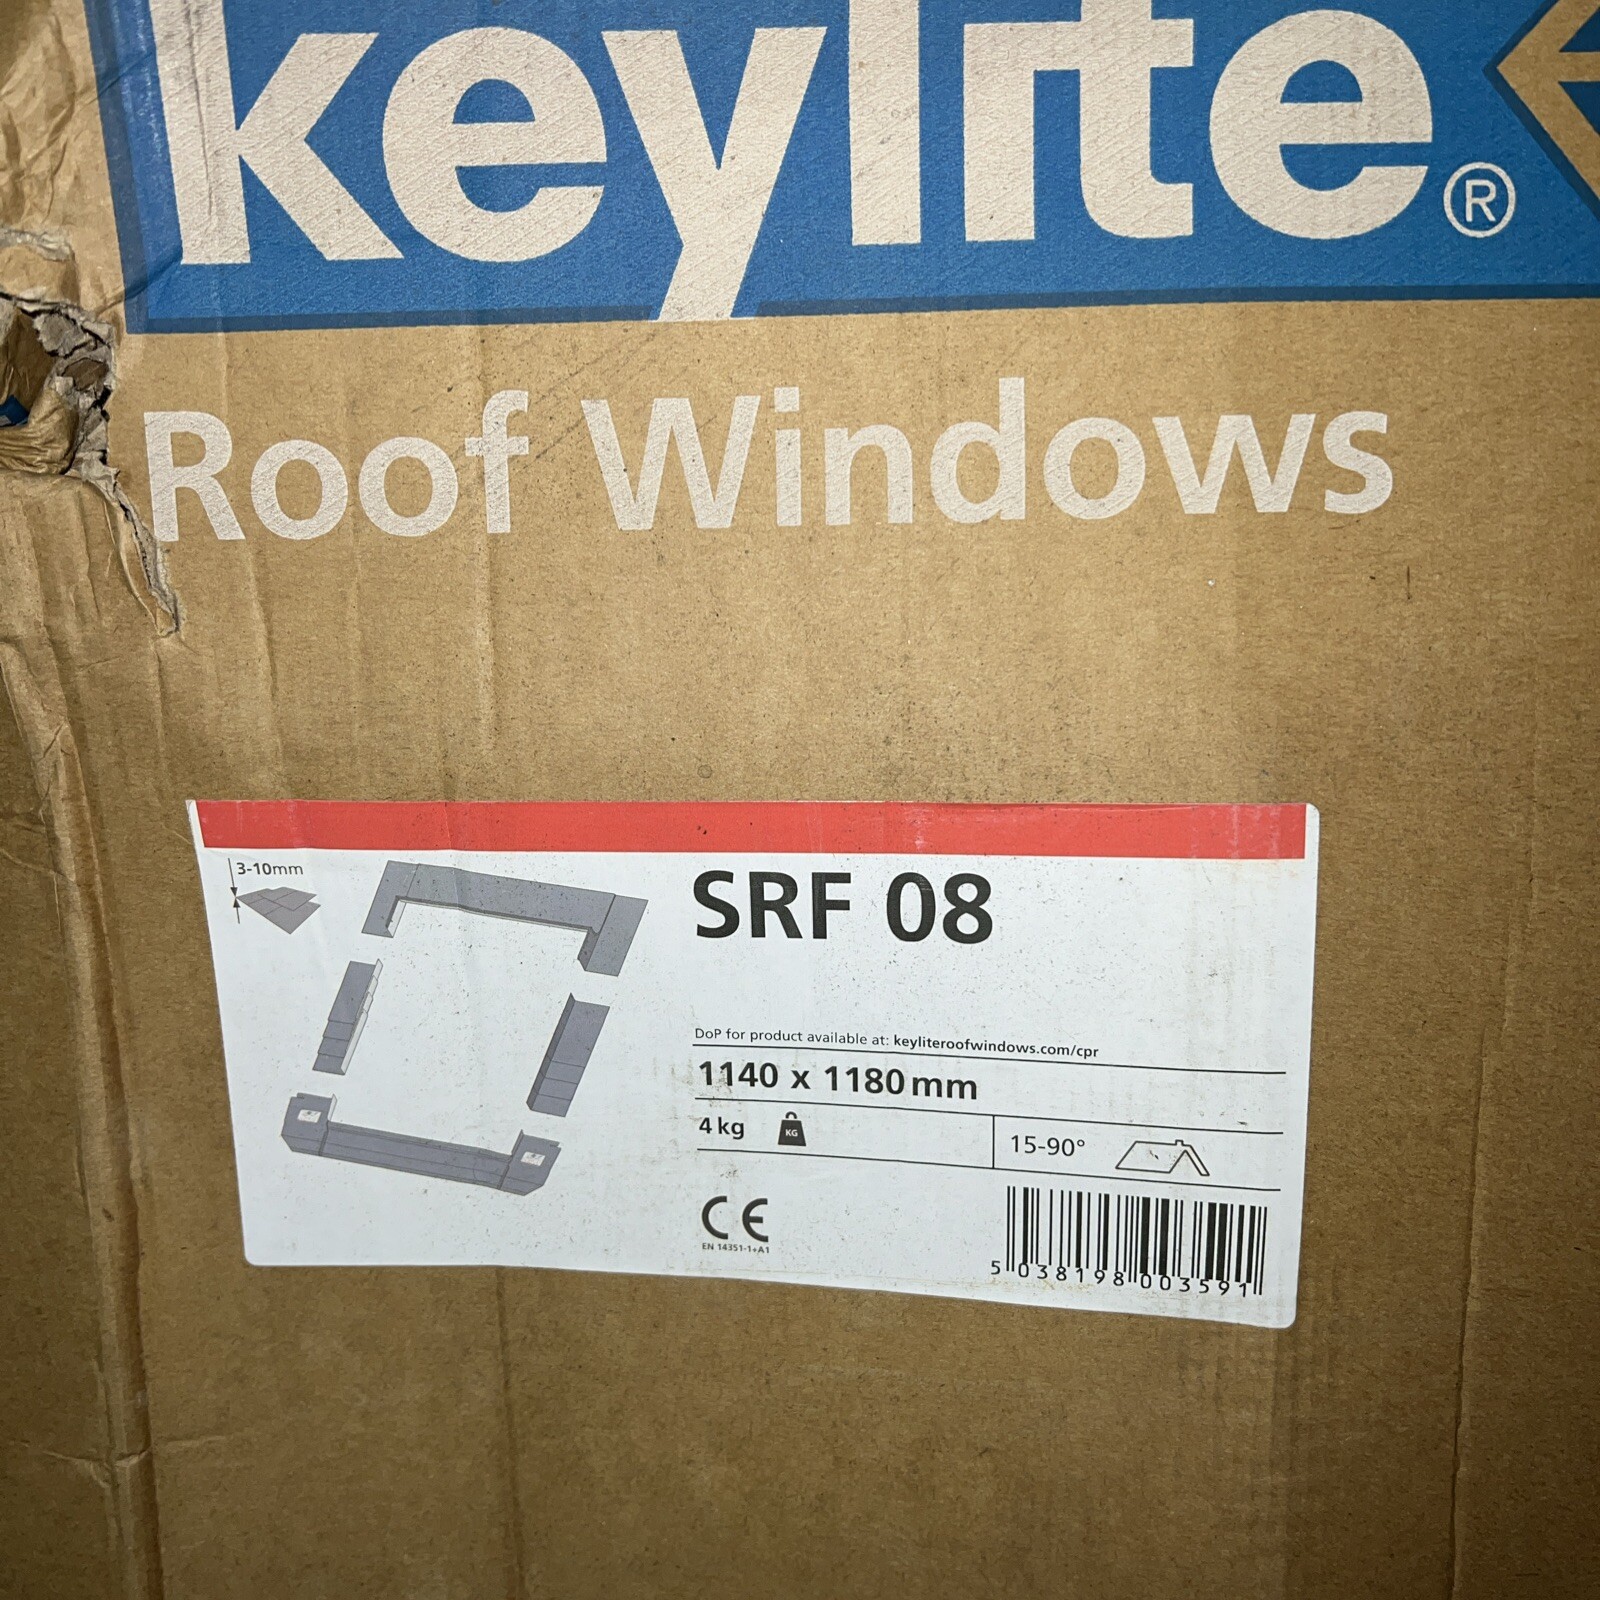 keylite®
Roof Windows
3-10mm
SRF 08
DoP for product available at: keyliteroofwindows.com/cpr
1140 x 1180mm
4 kg KG 15-90°
CE
EN 14351-1+A1
5 038198 003591